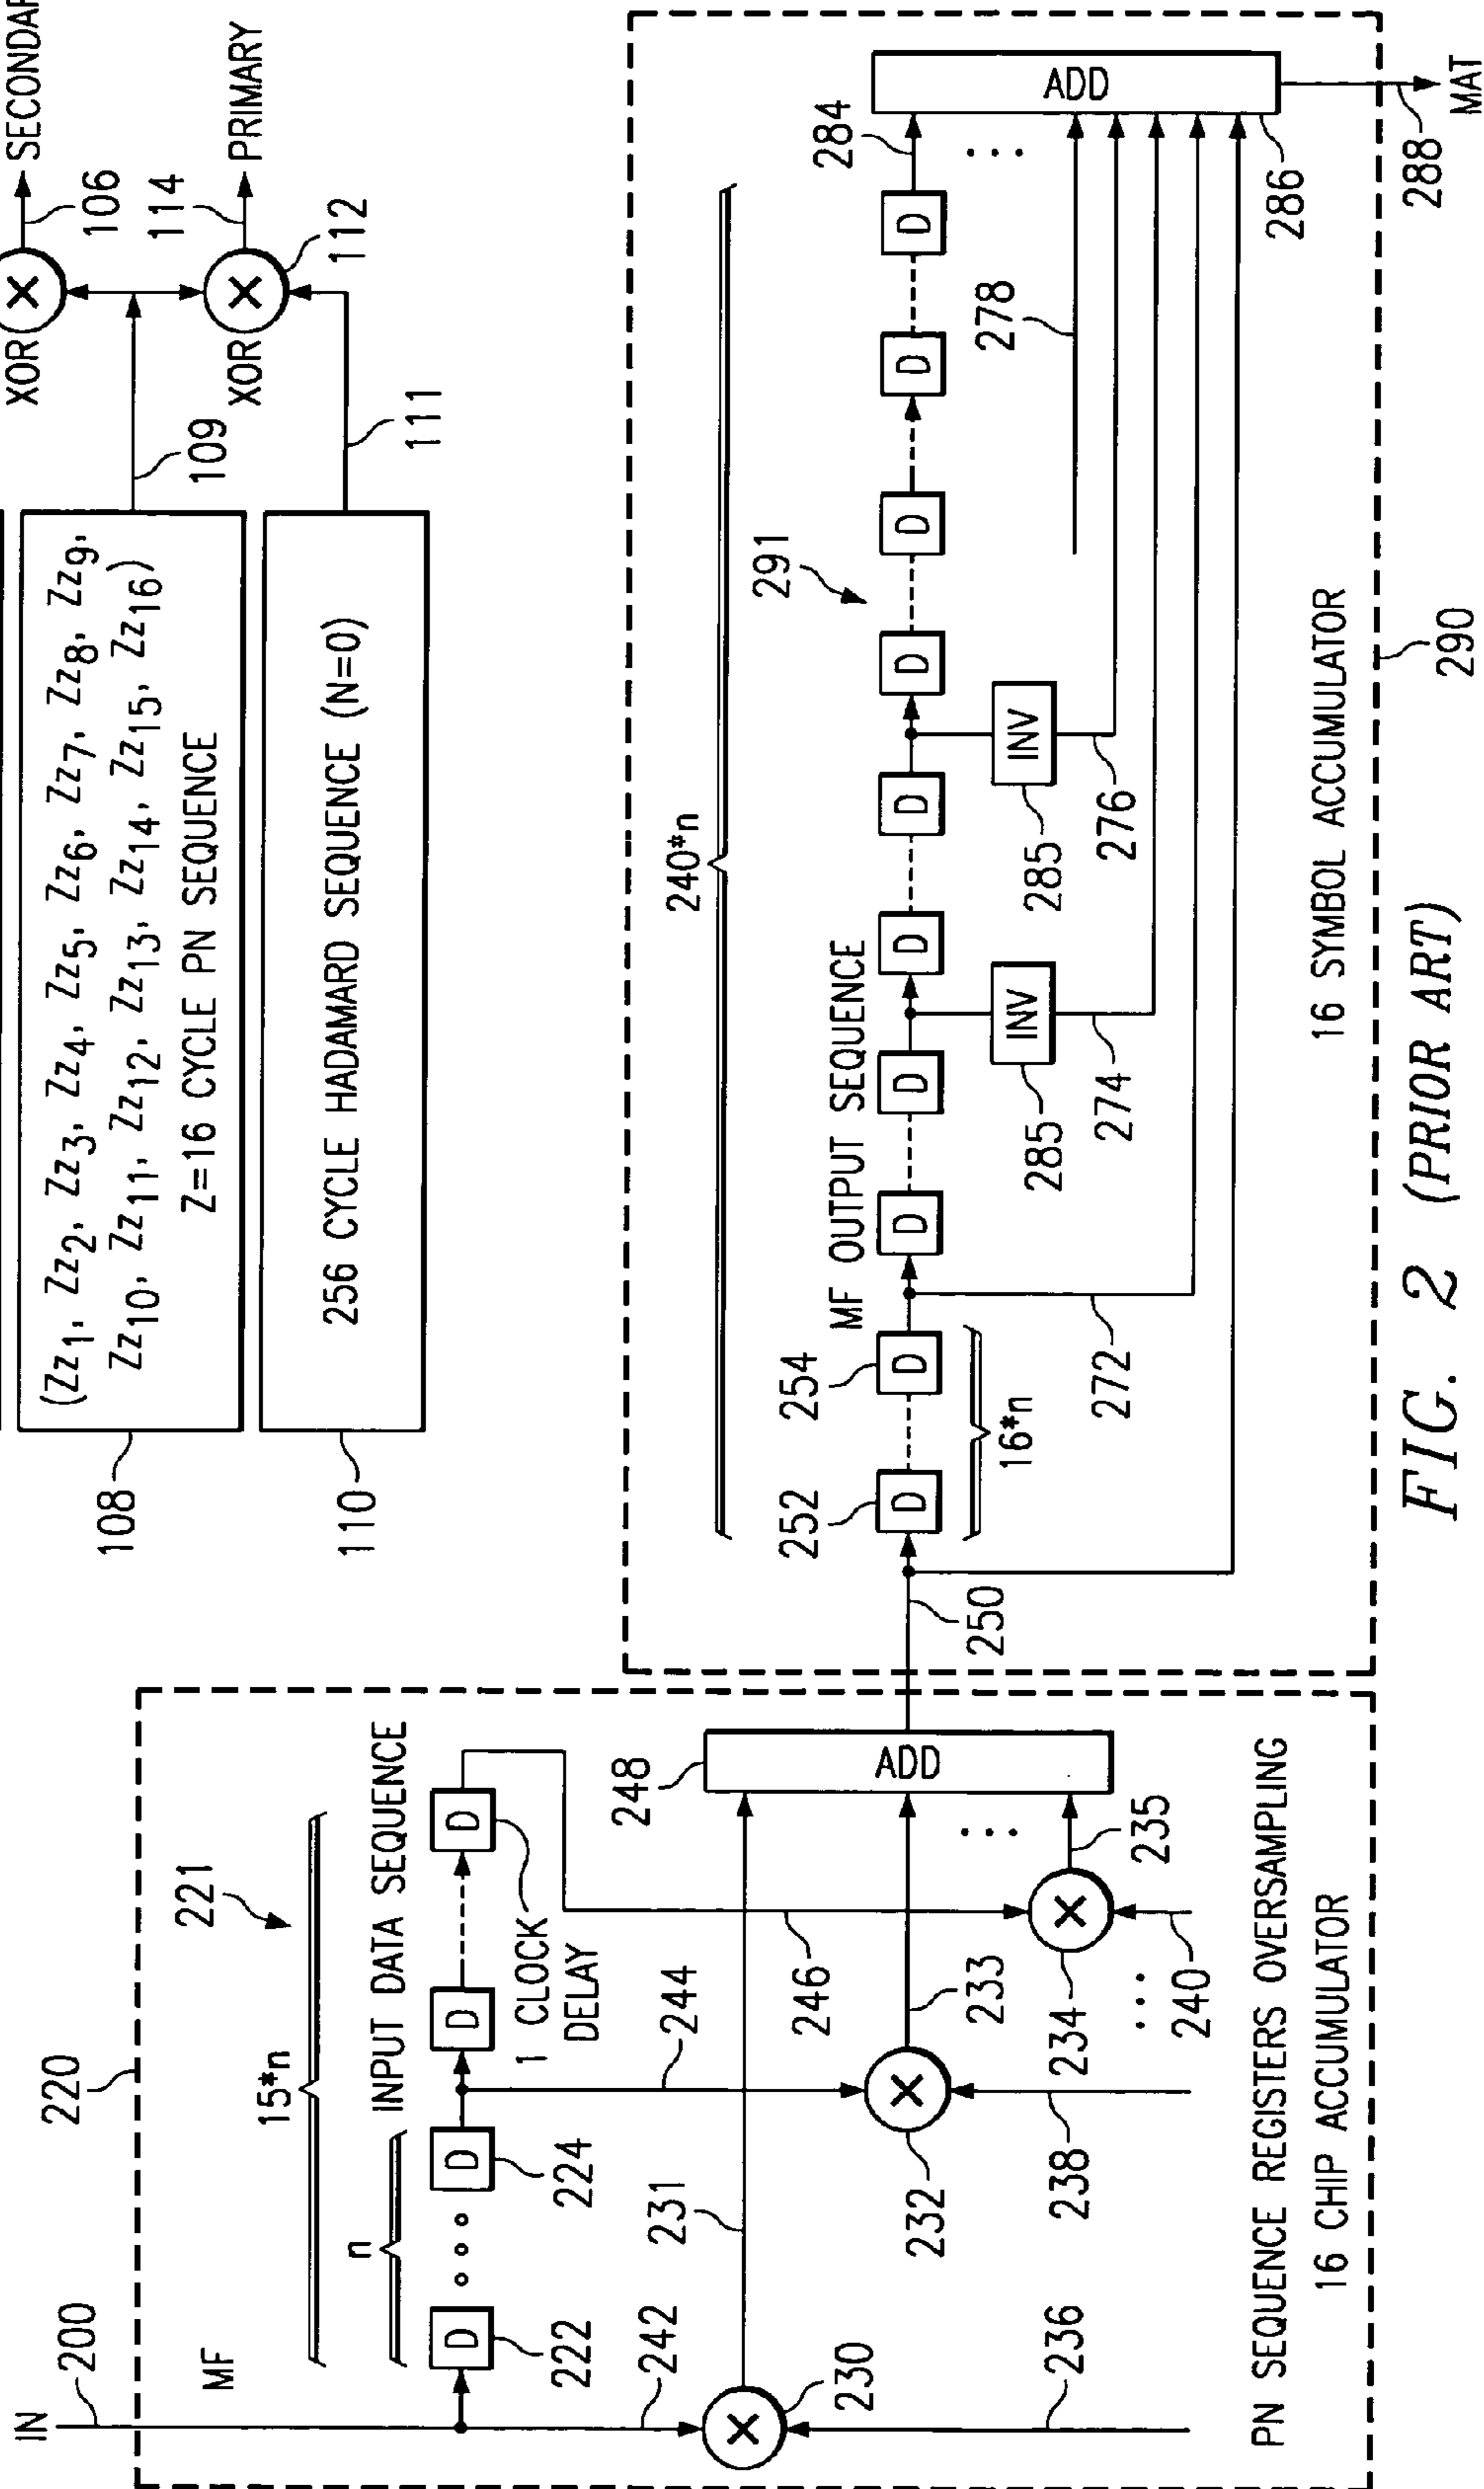 XOR
SECONDAR
106
114
PRIMARY
XOR
112
109
111
(Zz1, Zz2, Zz3, Zz4, Zz5, Zz6, Zz7, Zz8, Zz9,
Zz10, Zz11, Zz12, Zz13, Zz14, Zz15, Zz16)
Z=16 CYCLE PN SEQUENCE
108
256 CYCLE HADAMARD SEQUENCE (N=0)
110
IN
200
220
MF
15*n
221
n
INPUT DATA SEQUENCE
D
D
D
D
222
224
1 CLOCK
DELAY
242
231
244
246
248
ADD
230
232
233
234
235
236
238
240
...
...
PN SEQUENCE REGISTERS OVERSAMPLING
16 CHIP ACCUMULATOR
250
240*n
291
252
254
MF OUTPUT SEQUENCE
D
D
D
D
D
D
D
D
D
D
284
16*n
272
285
INV
274
285
INV
276
278
...
ADD
286
288
MAT
16 SYMBOL ACCUMULATOR
290
FIG. 2 (PRIOR ART)